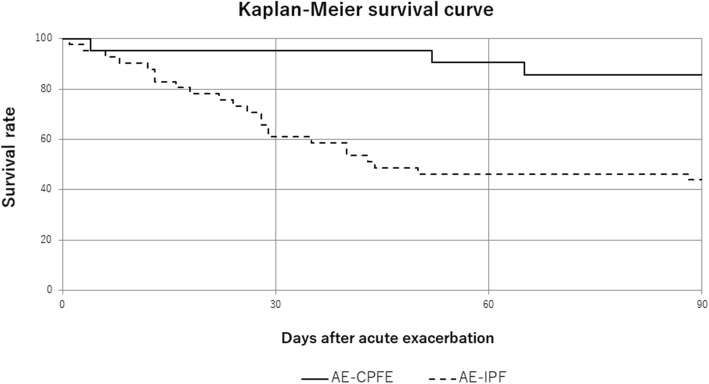 Kaplan-Meier survival curve
100
80
60
40
20
0
Survival rate
0 30 60 90
Days after acute exacerbation
AE-CPFE AE-IPF